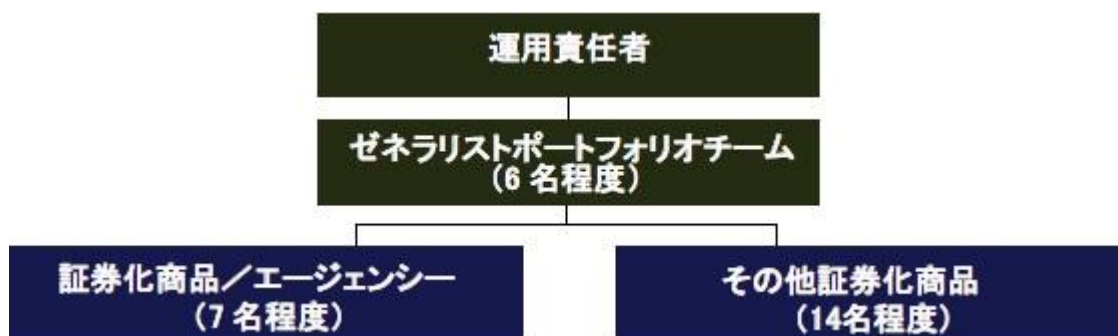 運用責任者
ゼネラリストポートフォリオチーム
（6 名程度）
証券化商品／エージェンシー
（7 名程度）
その他証券化商品
（14名程度）